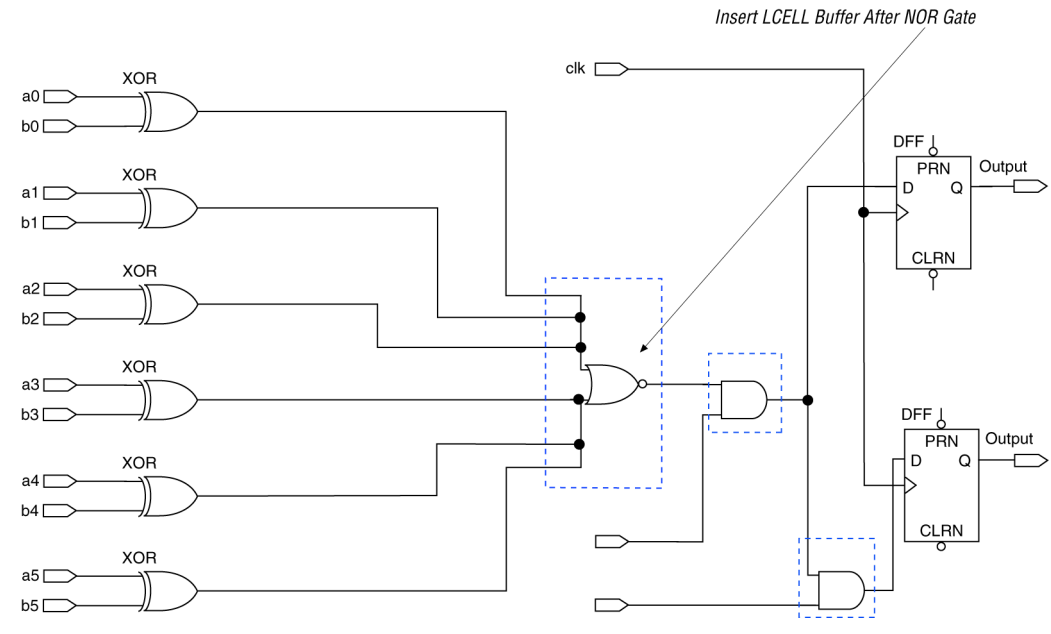 Insert LCELL Buffer After NOR Gate
clk
XOR
a0
b0
XOR
a1
b1
XOR
a2
b2
XOR
a3
b3
XOR
a4
b4
XOR
a5
b5
DFF
PRN
Output
D Q
CLRN
DFF
PRN
Output
D Q
CLRN